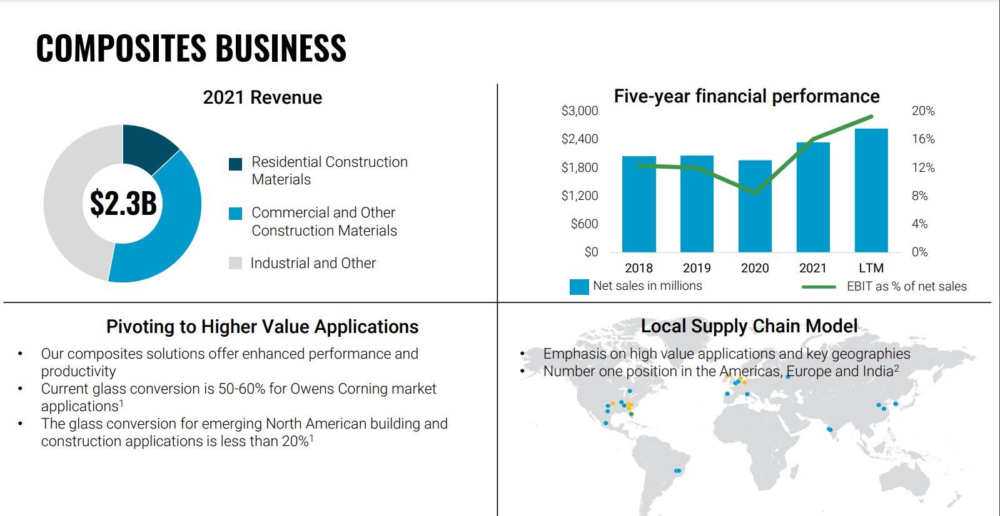 COMPOSITES BUSINESS
2021 Revenue
$2.3B
Residential Construction
Materials
Commercial and Other
Construction Materials
Industrial and Other
Five-year financial performance
$3,000
$2,400
$1,800
$1,200
$600
$0
20%
16%
12%
8%
4%
0%
2018 2019 2020 2021 LTM
Net sales in millions
EBIT as % of net sales
Pivoting to Higher Value Applications
• Our composites solutions offer enhanced performance and
productivity
• Current glass conversion is 50-60% for Owens Corning market
applications¹
• The glass conversion for emerging North American building and
construction applications is less than 20%¹
Local Supply Chain Model
• Emphasis on high value applications and key geographies
• Number one position in the Americas, Europe and India²